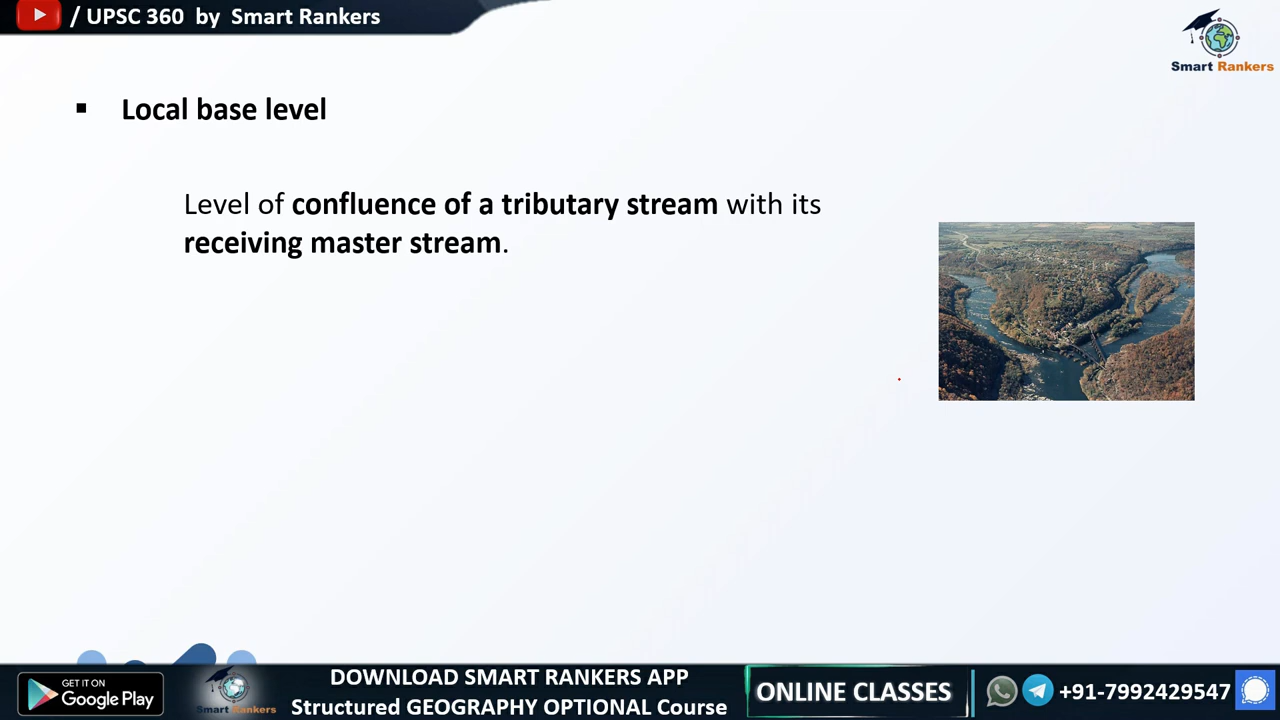 / UPSC 360 by Smart Rankers
Smart Rankers
▪ Local base level
Level of confluence of a tributary stream with its
receiving master stream.
GET IT ON
Google Play
Smart Rankers
DOWNLOAD SMART RANKERS APP
Structured GEOGRAPHY OPTIONAL Course
ONLINE CLASSES
+91-7992429547